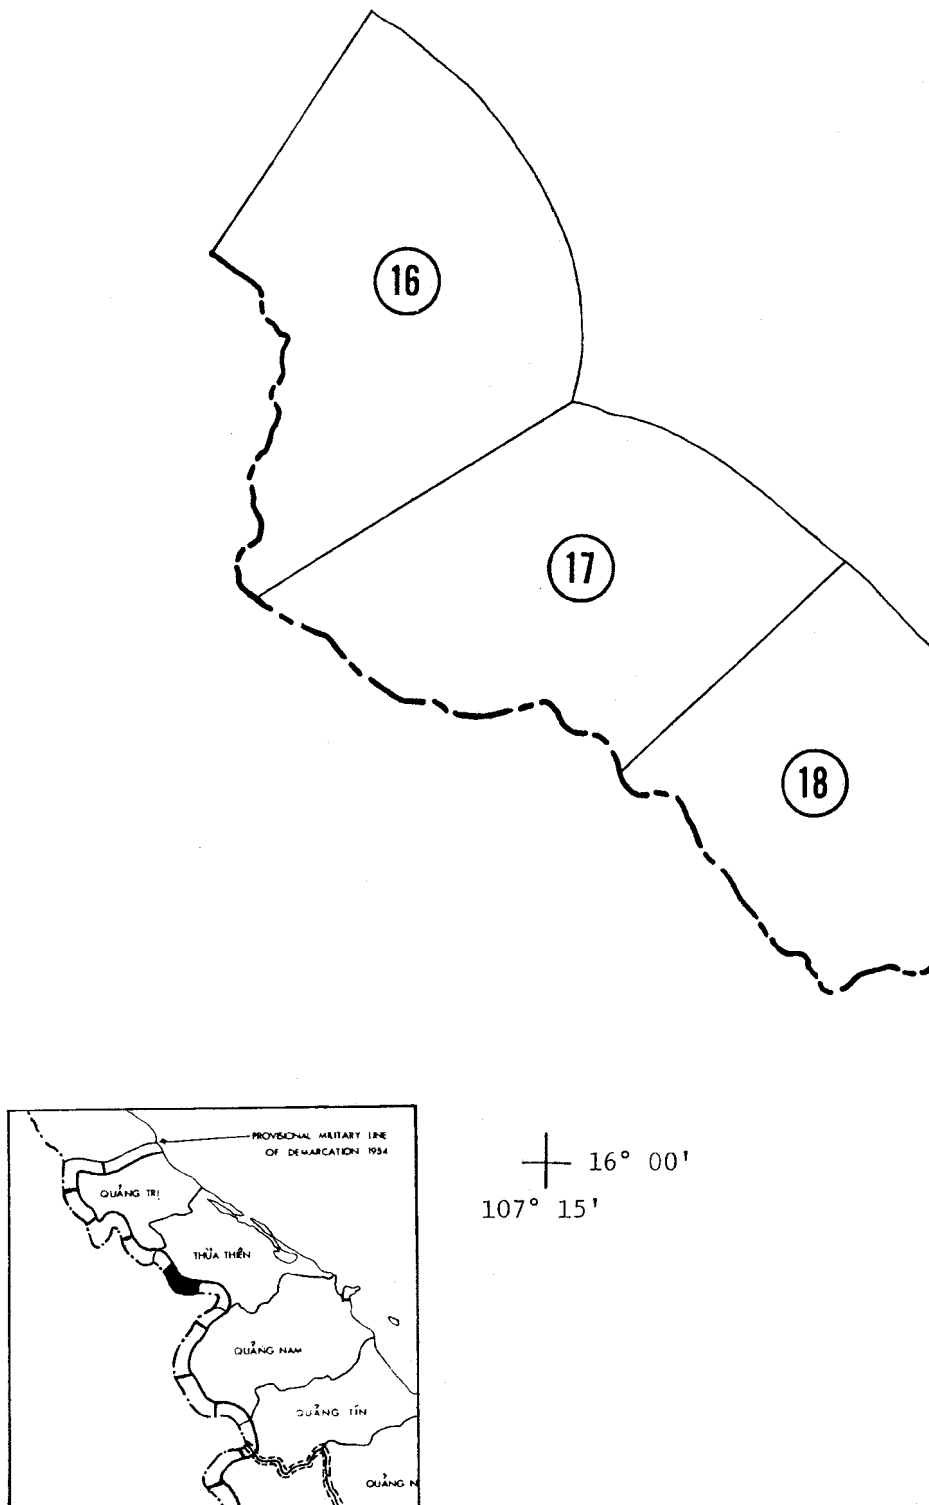 16
17
18
PROVISIONAL MILITARY LINE
OF DEMARCATION 1954
QUẢNG TRỊ
THỪA THIÊN
QUẢNG NAM
QUẢNG TÍN
QUẢNG N
16° 00'
107° 15'